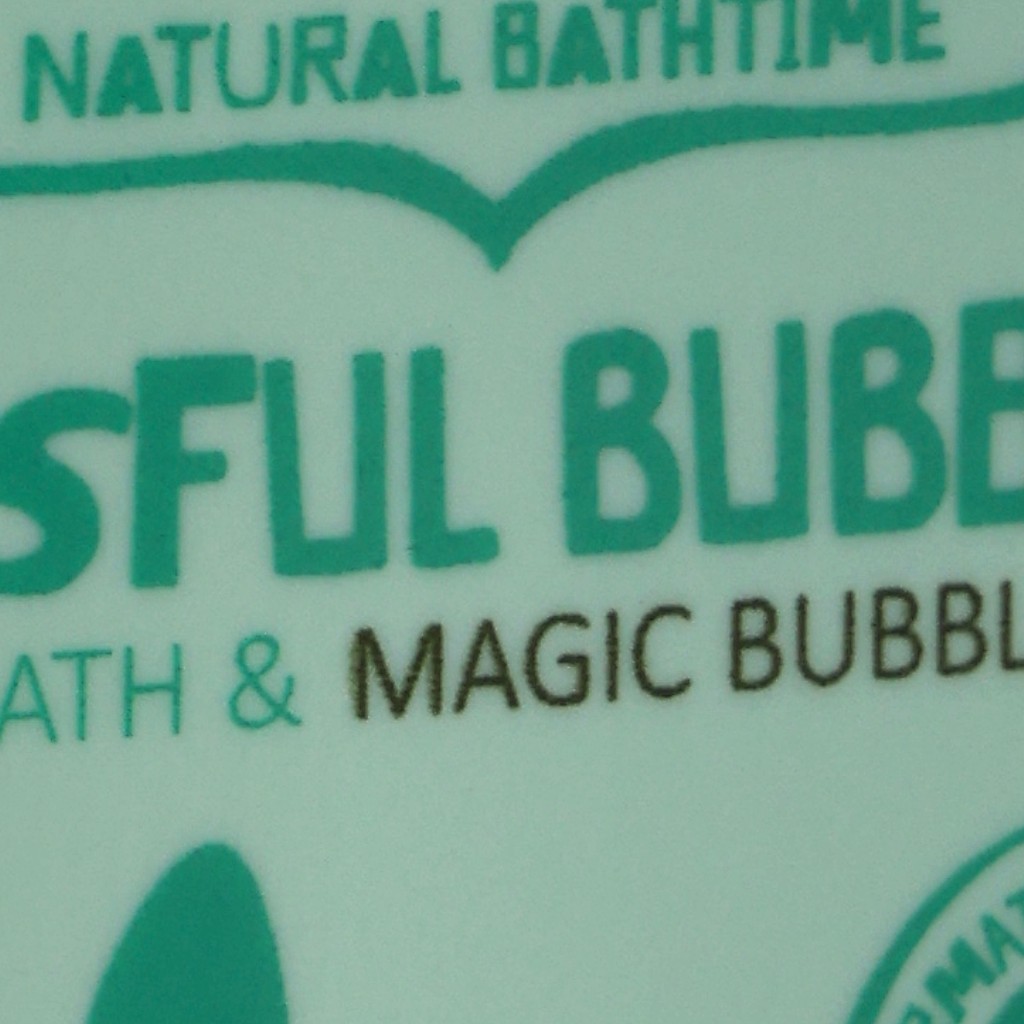 NATURAL BATHTIME
SFUL BUBB
ATH & MAGIC BUBBL